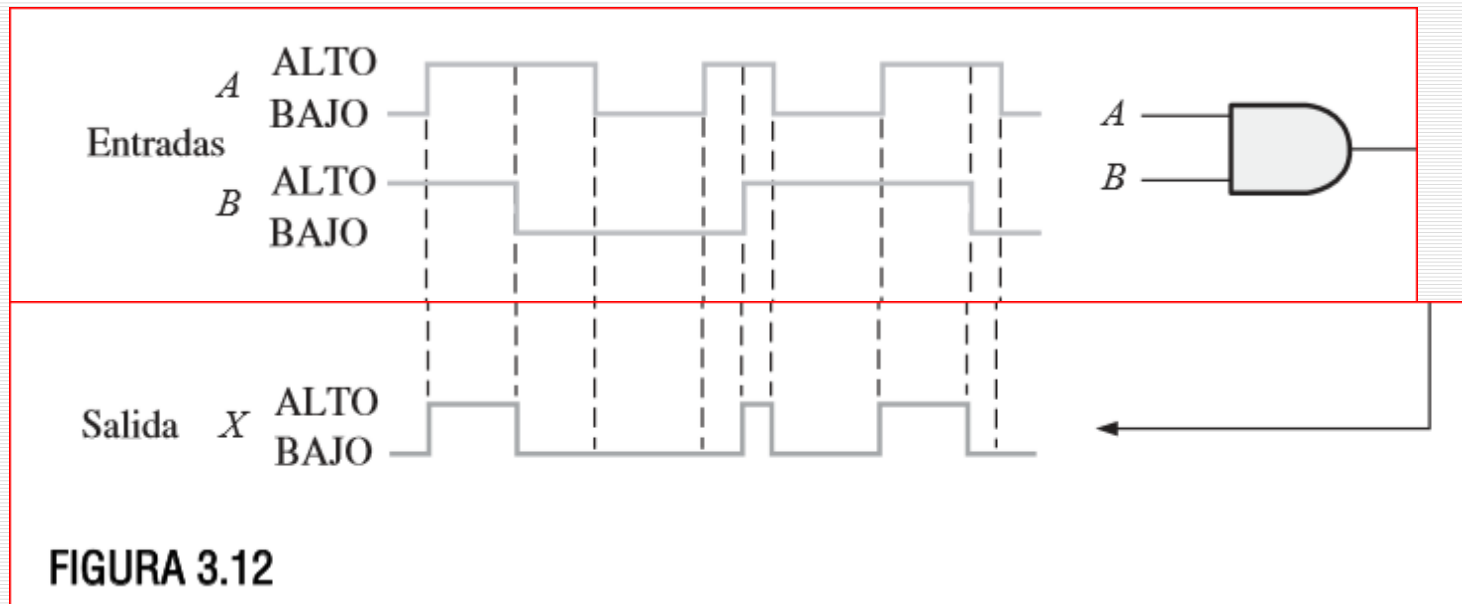 ALTO
A
BAJO
Entradas
ALTO
B
BAJO
A
B
ALTO
Salida X
BAJO
FIGURA 3.12